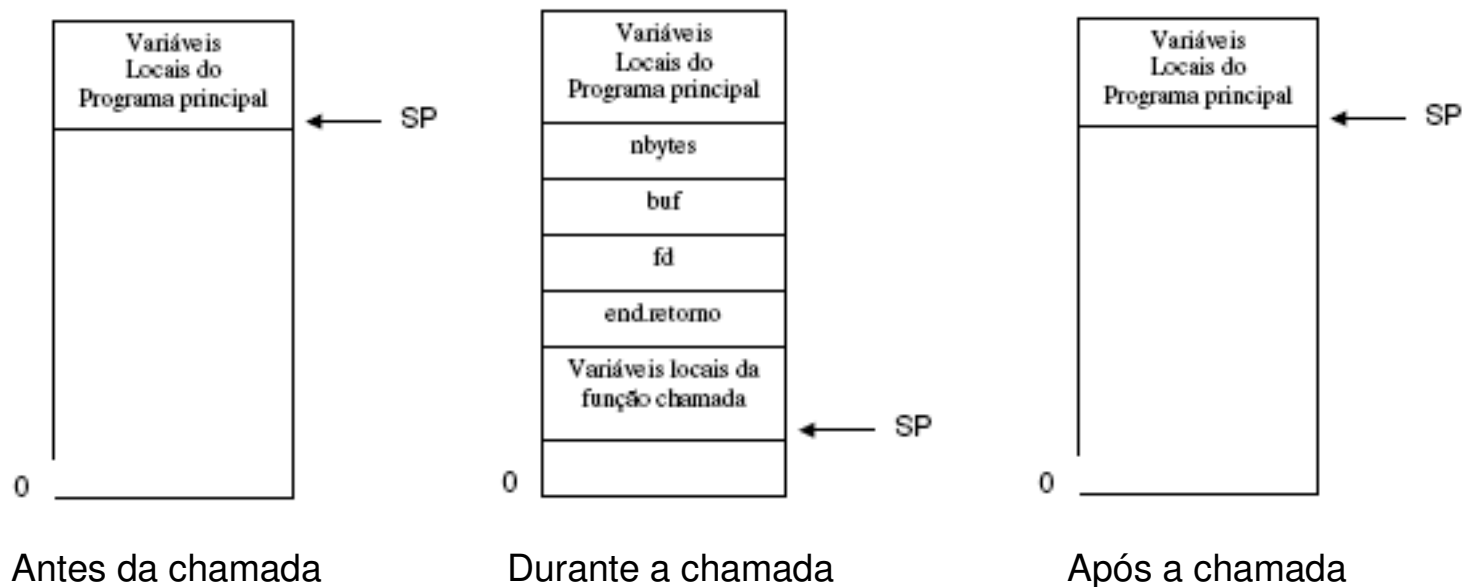 Variáveis
Locais do
Programa principal
SP
0
Antes da chamada
Variáveis
Locais do
Programa principal
nbytes
buf
fd
end.retorno
Variáveis locais da
função chamada
SP
0
Durante a chamada
Variáveis
Locais do
Programa principal
SP
0
Após a chamada